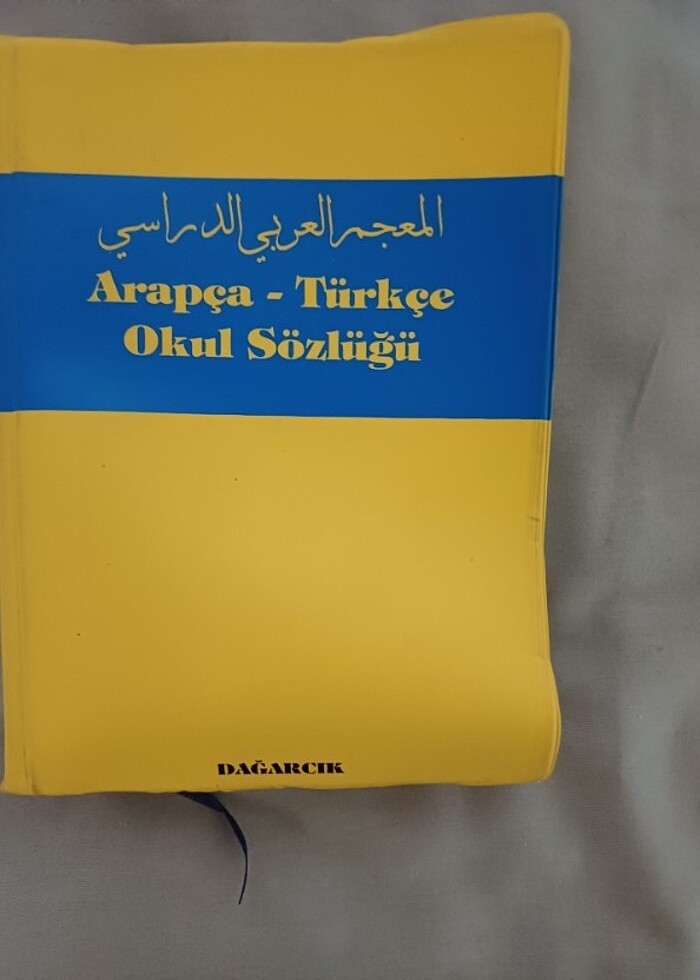 المعجم العربي الدراسي
Arapça - Türkçe
Okul Sözlüğü
DAĞARCIK